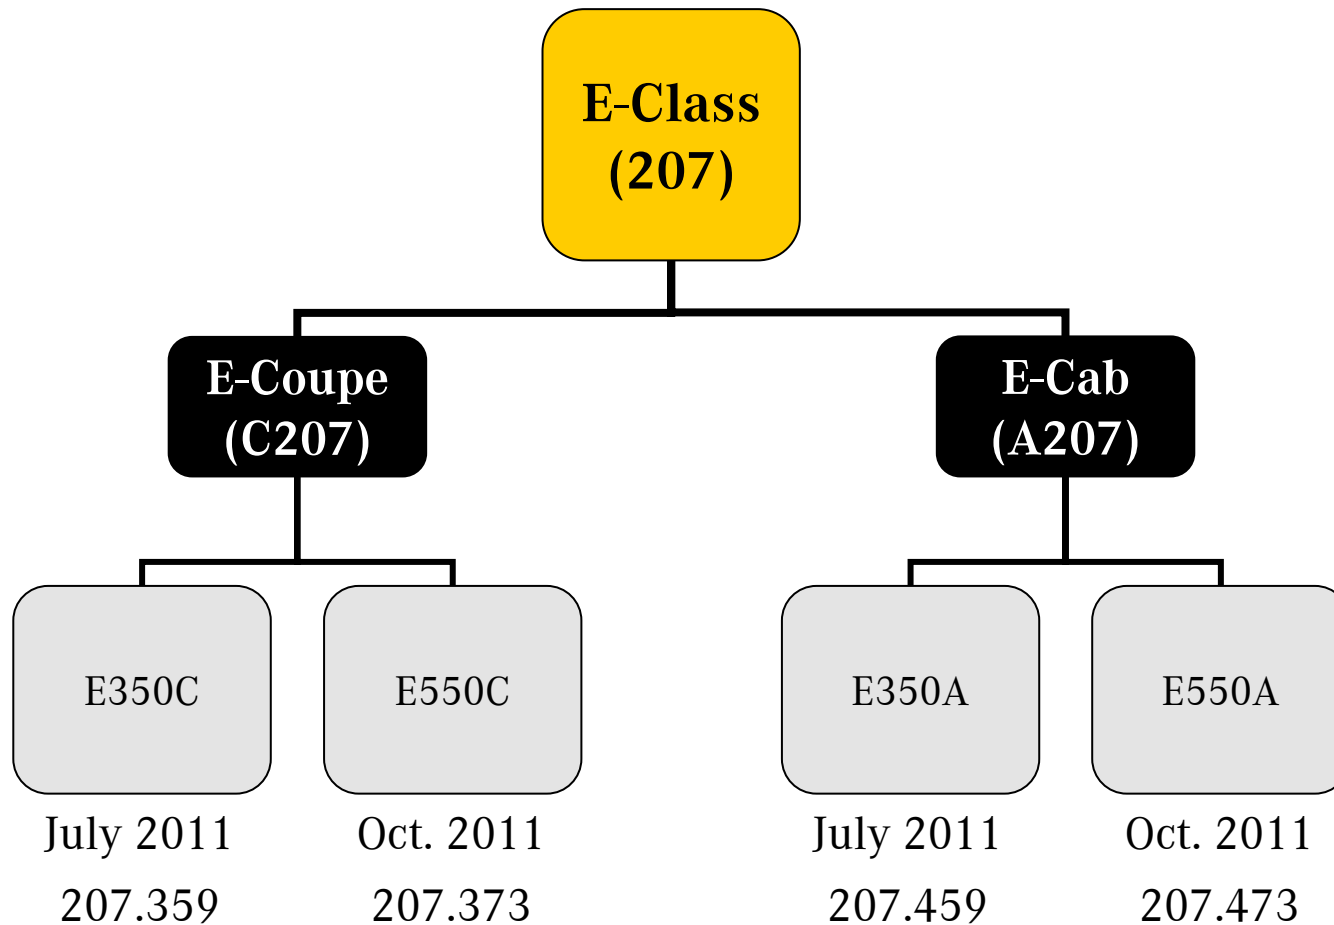 E-Class
(207)
E-Coupe
(C207)
E-Cab
(A207)
E350C
E550C
E350A
E550A
July 2011
Oct. 2011
July 2011
Oct. 2011
207.359
207.373
207.459
207.473